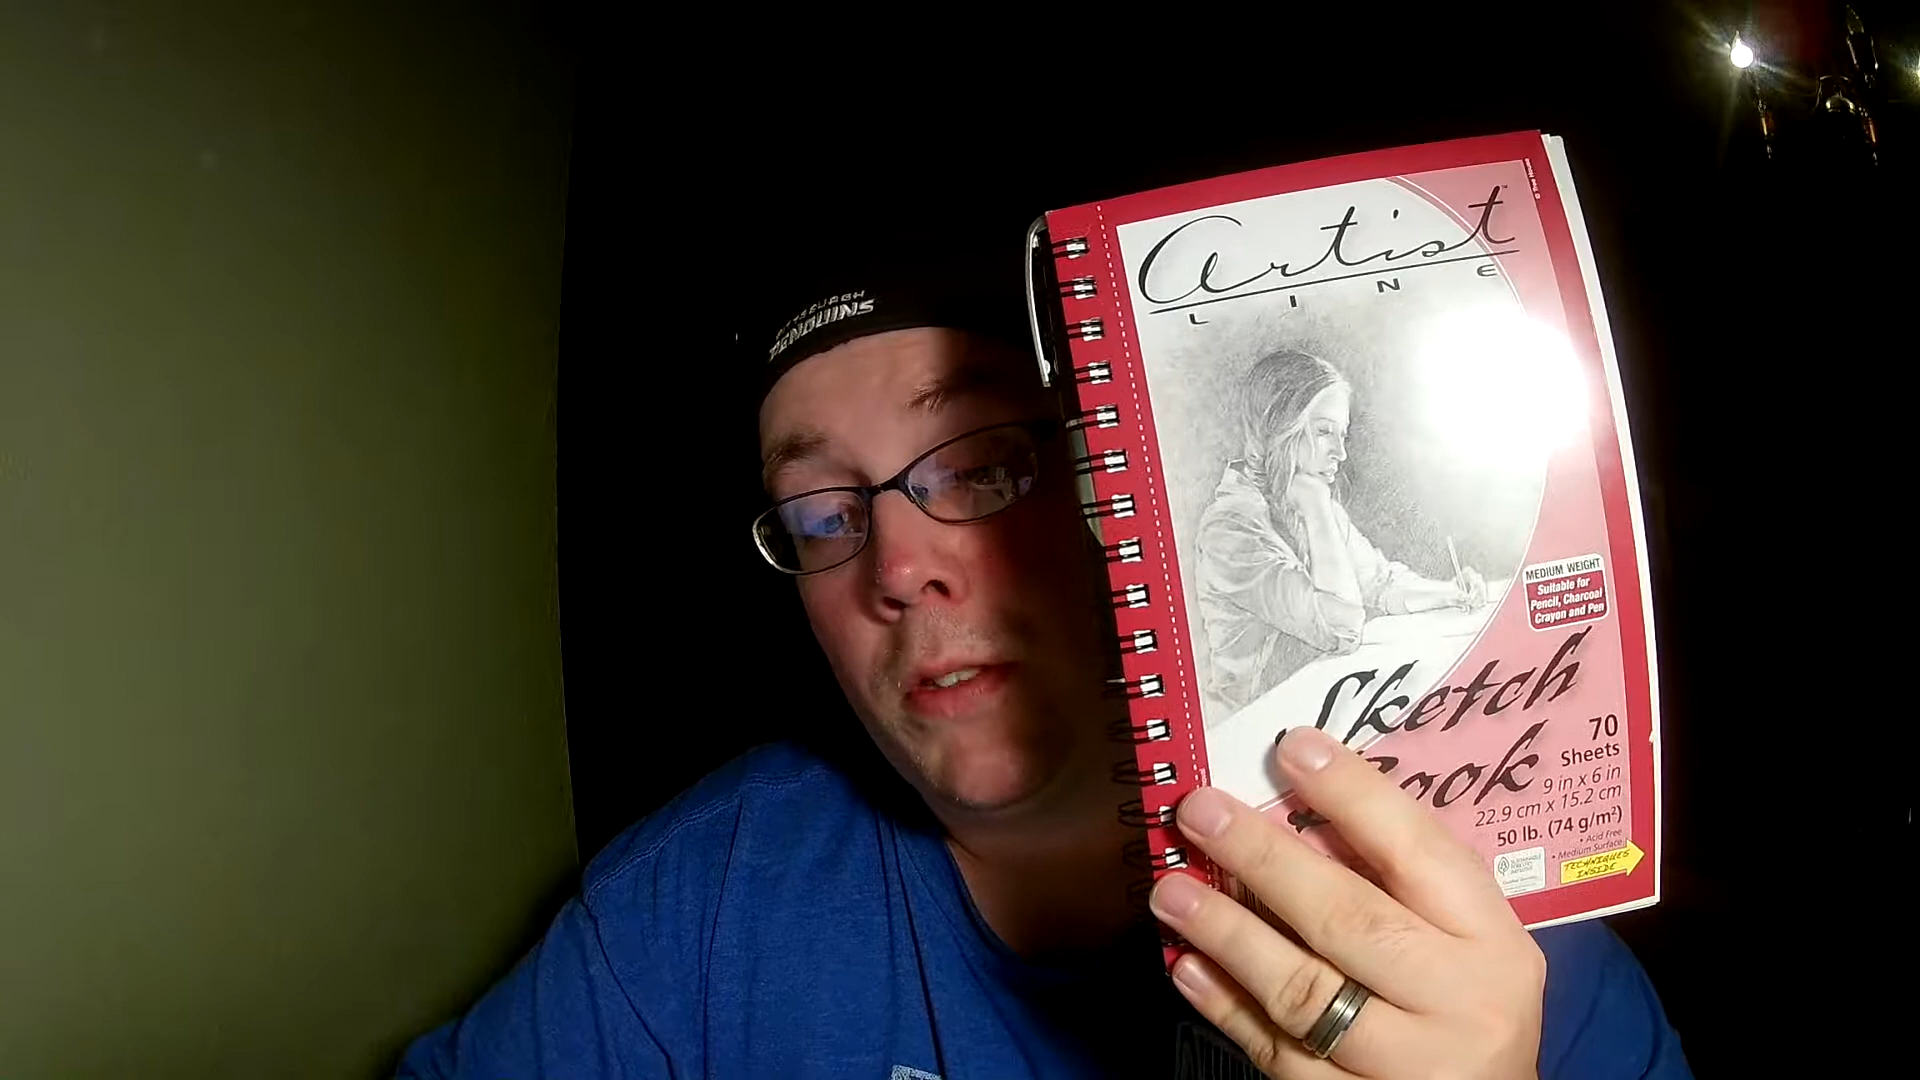 PITTSBURGH
PENGUINS
Artist
LINE
MEDIUM WEIGHT
Suitable for
Pencil, Charcoal
Crayon and Pen
Sketch
Book
70
Sheets
9 in x 6 in
22.9 cm x 15.2 cm
50 lb. (74 g/m²)
• Acid Free
• Medium Surface
TECHNIQUES
INSIDE